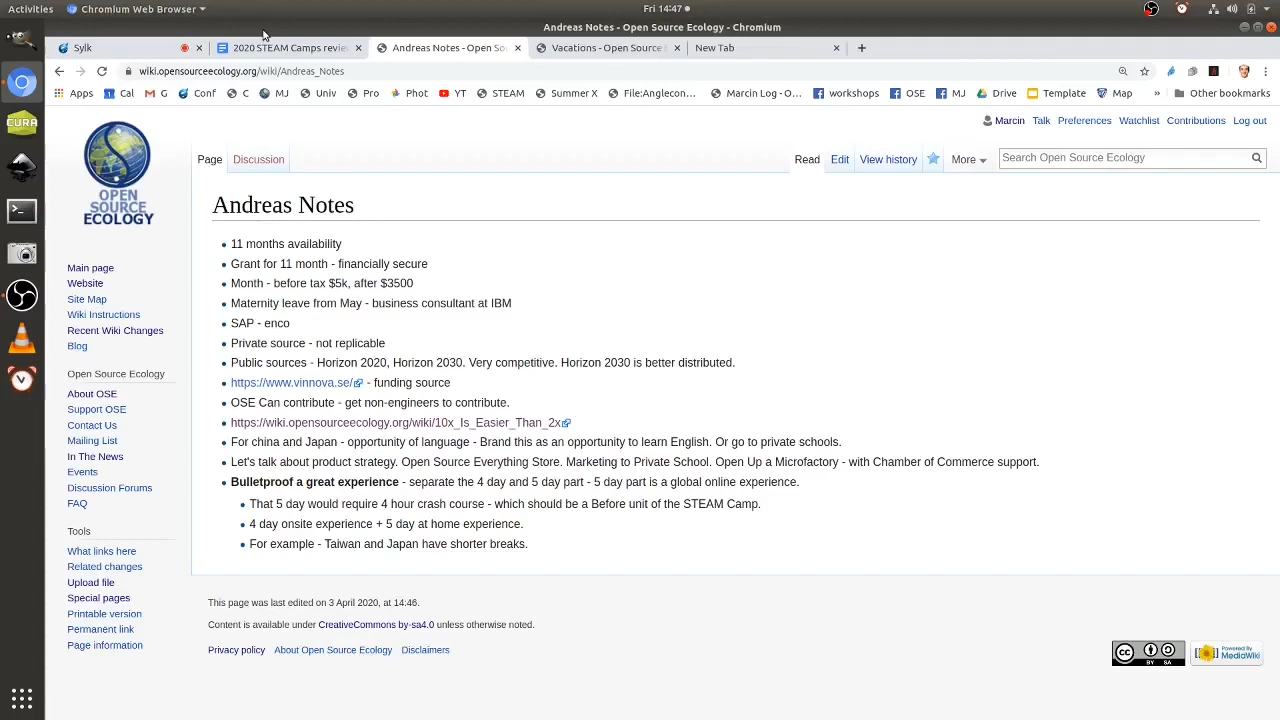 Activities Chromium Web Browser Fri 14:47
Andreas Notes - Open Source Ecology - Chromium
Sylk 2020 STEAM Camps revie Andreas Notes - Open So Vacations - Open Source E New Tab
wiki.opensourceecology.org/wiki/Andreas_Notes
Apps Cal G Conf C MJ Univ Pro Phot YT STEAM Summer X File:Anglecon... Marcin Log - O... workshops OSE MJ Drive Template Map » Other bookmarks
Marcin Talk Preferences Watchlist Contributions Log out
Page Discussion Read Edit View history More Search Open Source Ecology
OPEN
SOURCE
ECOLOGY
CURA
Main page
Website
Site Map
Wiki Instructions
Recent Wiki Changes
Blog
Open Source Ecology
About OSE
Support OSE
Contact Us
Mailing List
In The News
Events
Discussion Forums
FAQ
Tools
What links here
Related changes
Upload file
Special pages
Printable version
Permanent link
Page information
Andreas Notes
11 months availability
Grant for 11 month - financially secure
Month - before tax $5k, after $3500
Maternity leave from May - business consultant at IBM
SAP - enco
Private source - not replicable
Public sources - Horizon 2020, Horizon 2030. Very competitive. Horizon 2030 is better distributed.
https://www.vinnova.se/ - funding source
OSE Can contribute - get non-engineers to contribute.
https://wiki.opensourceecology.org/wiki/10x_Is_Easier_Than_2x
For china and Japan - opportunity of language - Brand this as an opportunity to learn English. Or go to private schools.
Let's talk about product strategy. Open Source Everything Store. Marketing to Private School. Open Up a Microfactory - with Chamber of Commerce support.
Bulletproof a great experience - separate the 4 day and 5 day part - 5 day part is a global online experience.
That 5 day would require 4 hour crash course - which should be a Before unit of the STEAM Camp.
4 day onsite experience + 5 day at home experience.
For example - Taiwan and Japan have shorter breaks.
This page was last edited on 3 April 2020, at 14:46.
Content is available under CreativeCommons by-sa4.0 unless otherwise noted.
Privacy policy About Open Source Ecology Disclaimers
cc BY SA
Powered By
MediaWiki